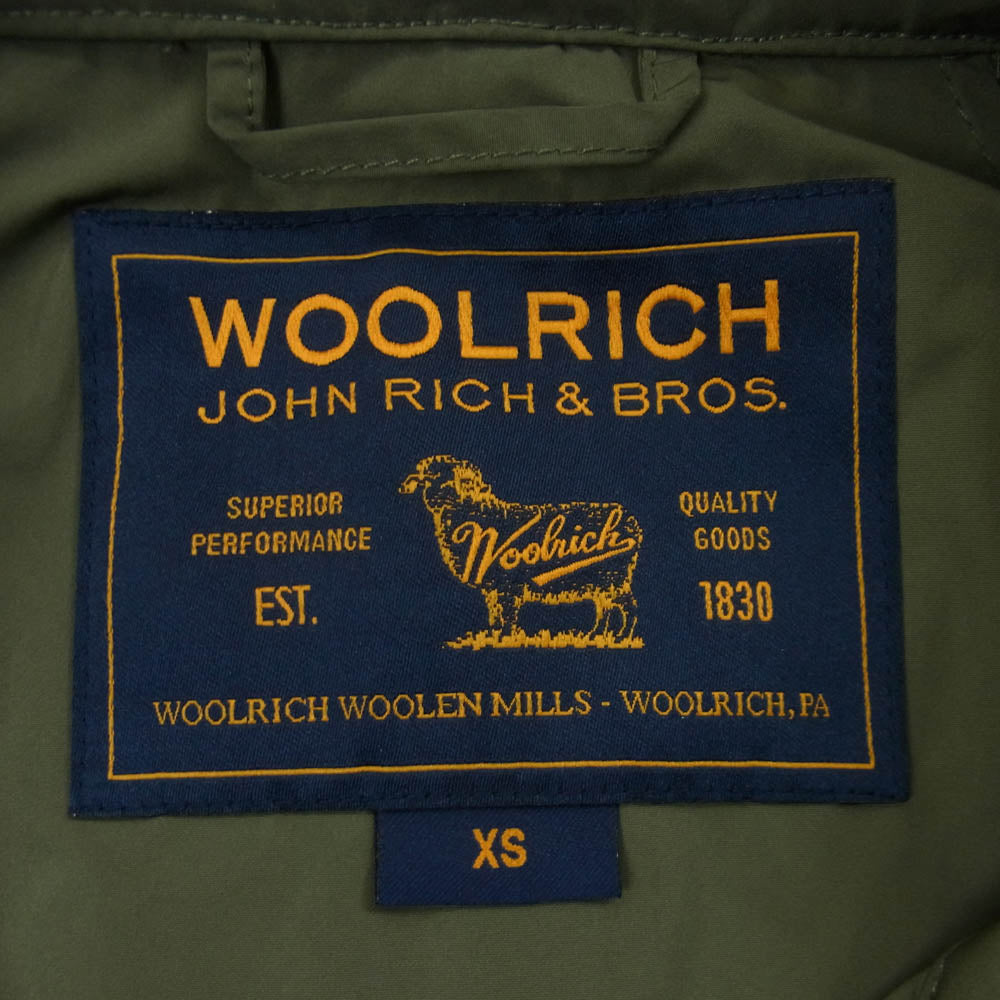 WOOLRICH
JOHN RICH & BROS.
SUPERIOR
PERFORMANCE
EST.
Woolrich
QUALITY
GOODS
1830
WOOLRICH WOOLEN MILLS - WOOLRICH, PA
XS